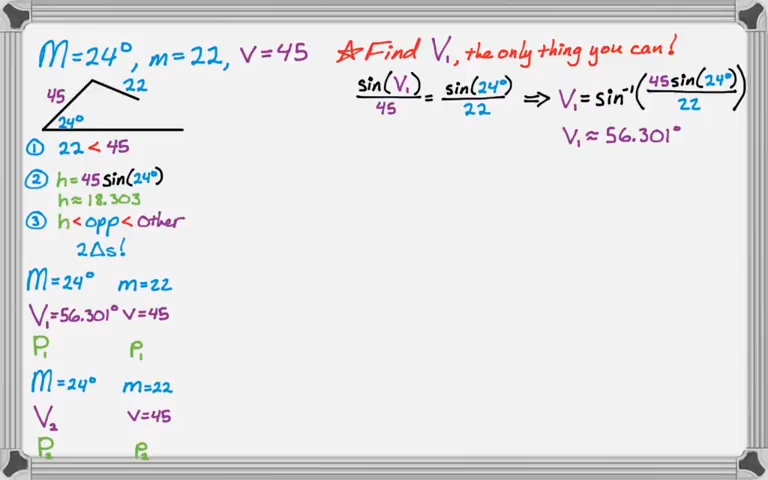 M=24°, m=22, v=45
☆Find V₁, the only thing you can!
sin(V₁)/45 = sin(24°)/22 ⇒ V₁=sin⁻¹(45sin(24°)/22)
V₁≈56.301°
45
22
24°
① 22<45
② h=45sin(24°)
h≈18.303
③ h<opp<other
2△s!
M=24° m=22
V₁=56.301° v=45
P₁ p₁
M=24° m=22
V₂ v=45
P₂ p₂